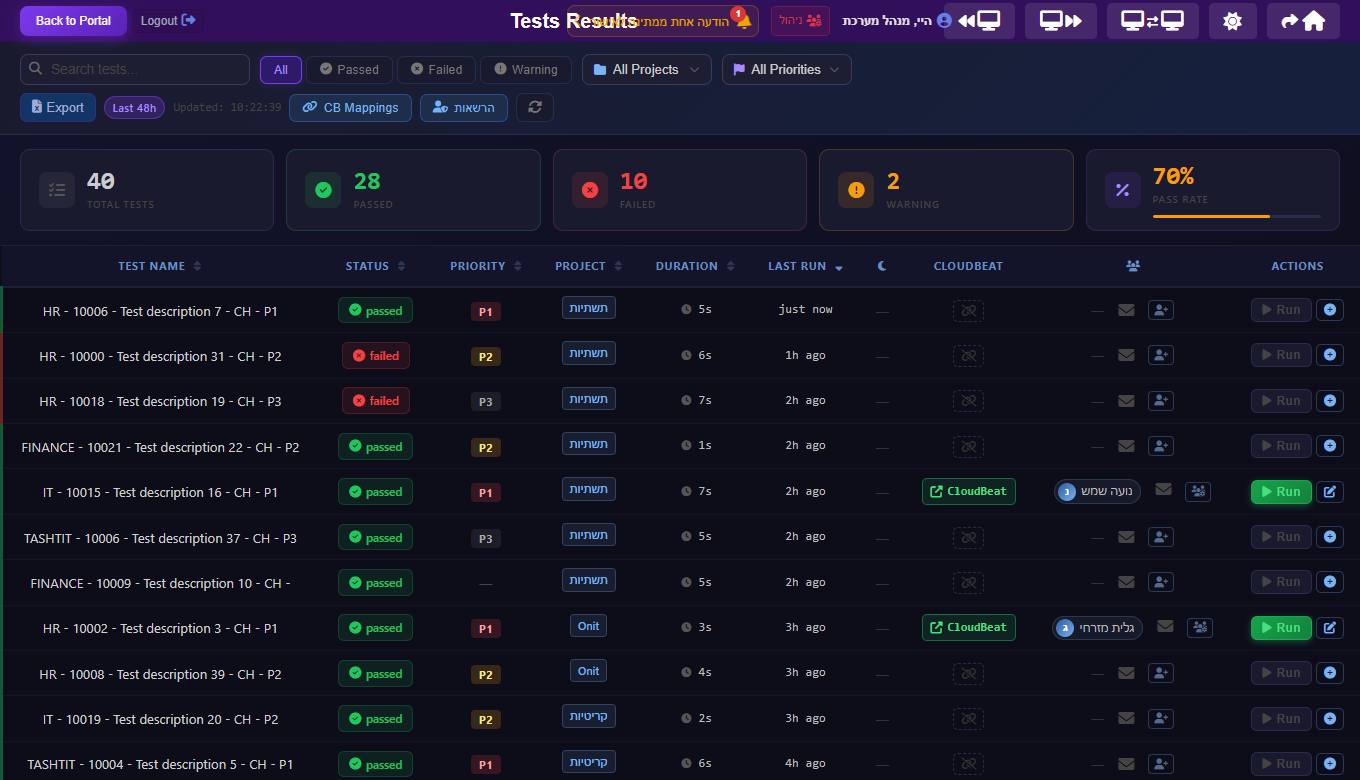 Back to Portal
Logout
Tests Results
הודעה אחת ממתינה
1
ניהול
היי, מנהל מערכת
Search tests...
All
Passed
Failed
Warning
All Projects
All Priorities
Export
Last 48h
Updated: 10:22:39
CB Mappings
הרשאות
40
TOTAL TESTS
28
PASSED
10
FAILED
2
WARNING
70%
PASS RATE
TEST NAME STATUS PRIORITY PROJECT DURATION LAST RUN CLOUDBEAT ACTIONS
HR - 10006 - Test description 7 - CH - P1 passed P1 תשתיות 5s just now — — Run
HR - 10000 - Test description 31 - CH - P2 failed P2 תשתיות 6s 1h ago — — Run
HR - 10018 - Test description 19 - CH - P3 failed P3 תשתיות 7s 2h ago — — Run
FINANCE - 10021 - Test description 22 - CH - P2 passed P2 תשתיות 1s 2h ago — — Run
IT - 10015 - Test description 16 - CH - P1 passed P1 תשתיות 7s 2h ago — CloudBeat נ נועה שמש Run
TASHTIT - 10006 - Test description 37 - CH - P3 passed P3 תשתיות 5s 2h ago — — Run
FINANCE - 10009 - Test description 10 - CH - passed — תשתיות 5s 2h ago — — Run
HR - 10002 - Test description 3 - CH - P1 passed P1 Onit 3s 3h ago — CloudBeat ג גלית מזרחי Run
HR - 10008 - Test description 39 - CH - P2 passed P2 Onit 4s 3h ago — — Run
IT - 10019 - Test description 20 - CH - P2 passed P2 קריטיות 2s 3h ago — — Run
TASHTIT - 10004 - Test description 5 - CH - P1 passed P1 קריטיות 6s 4h ago — — Run